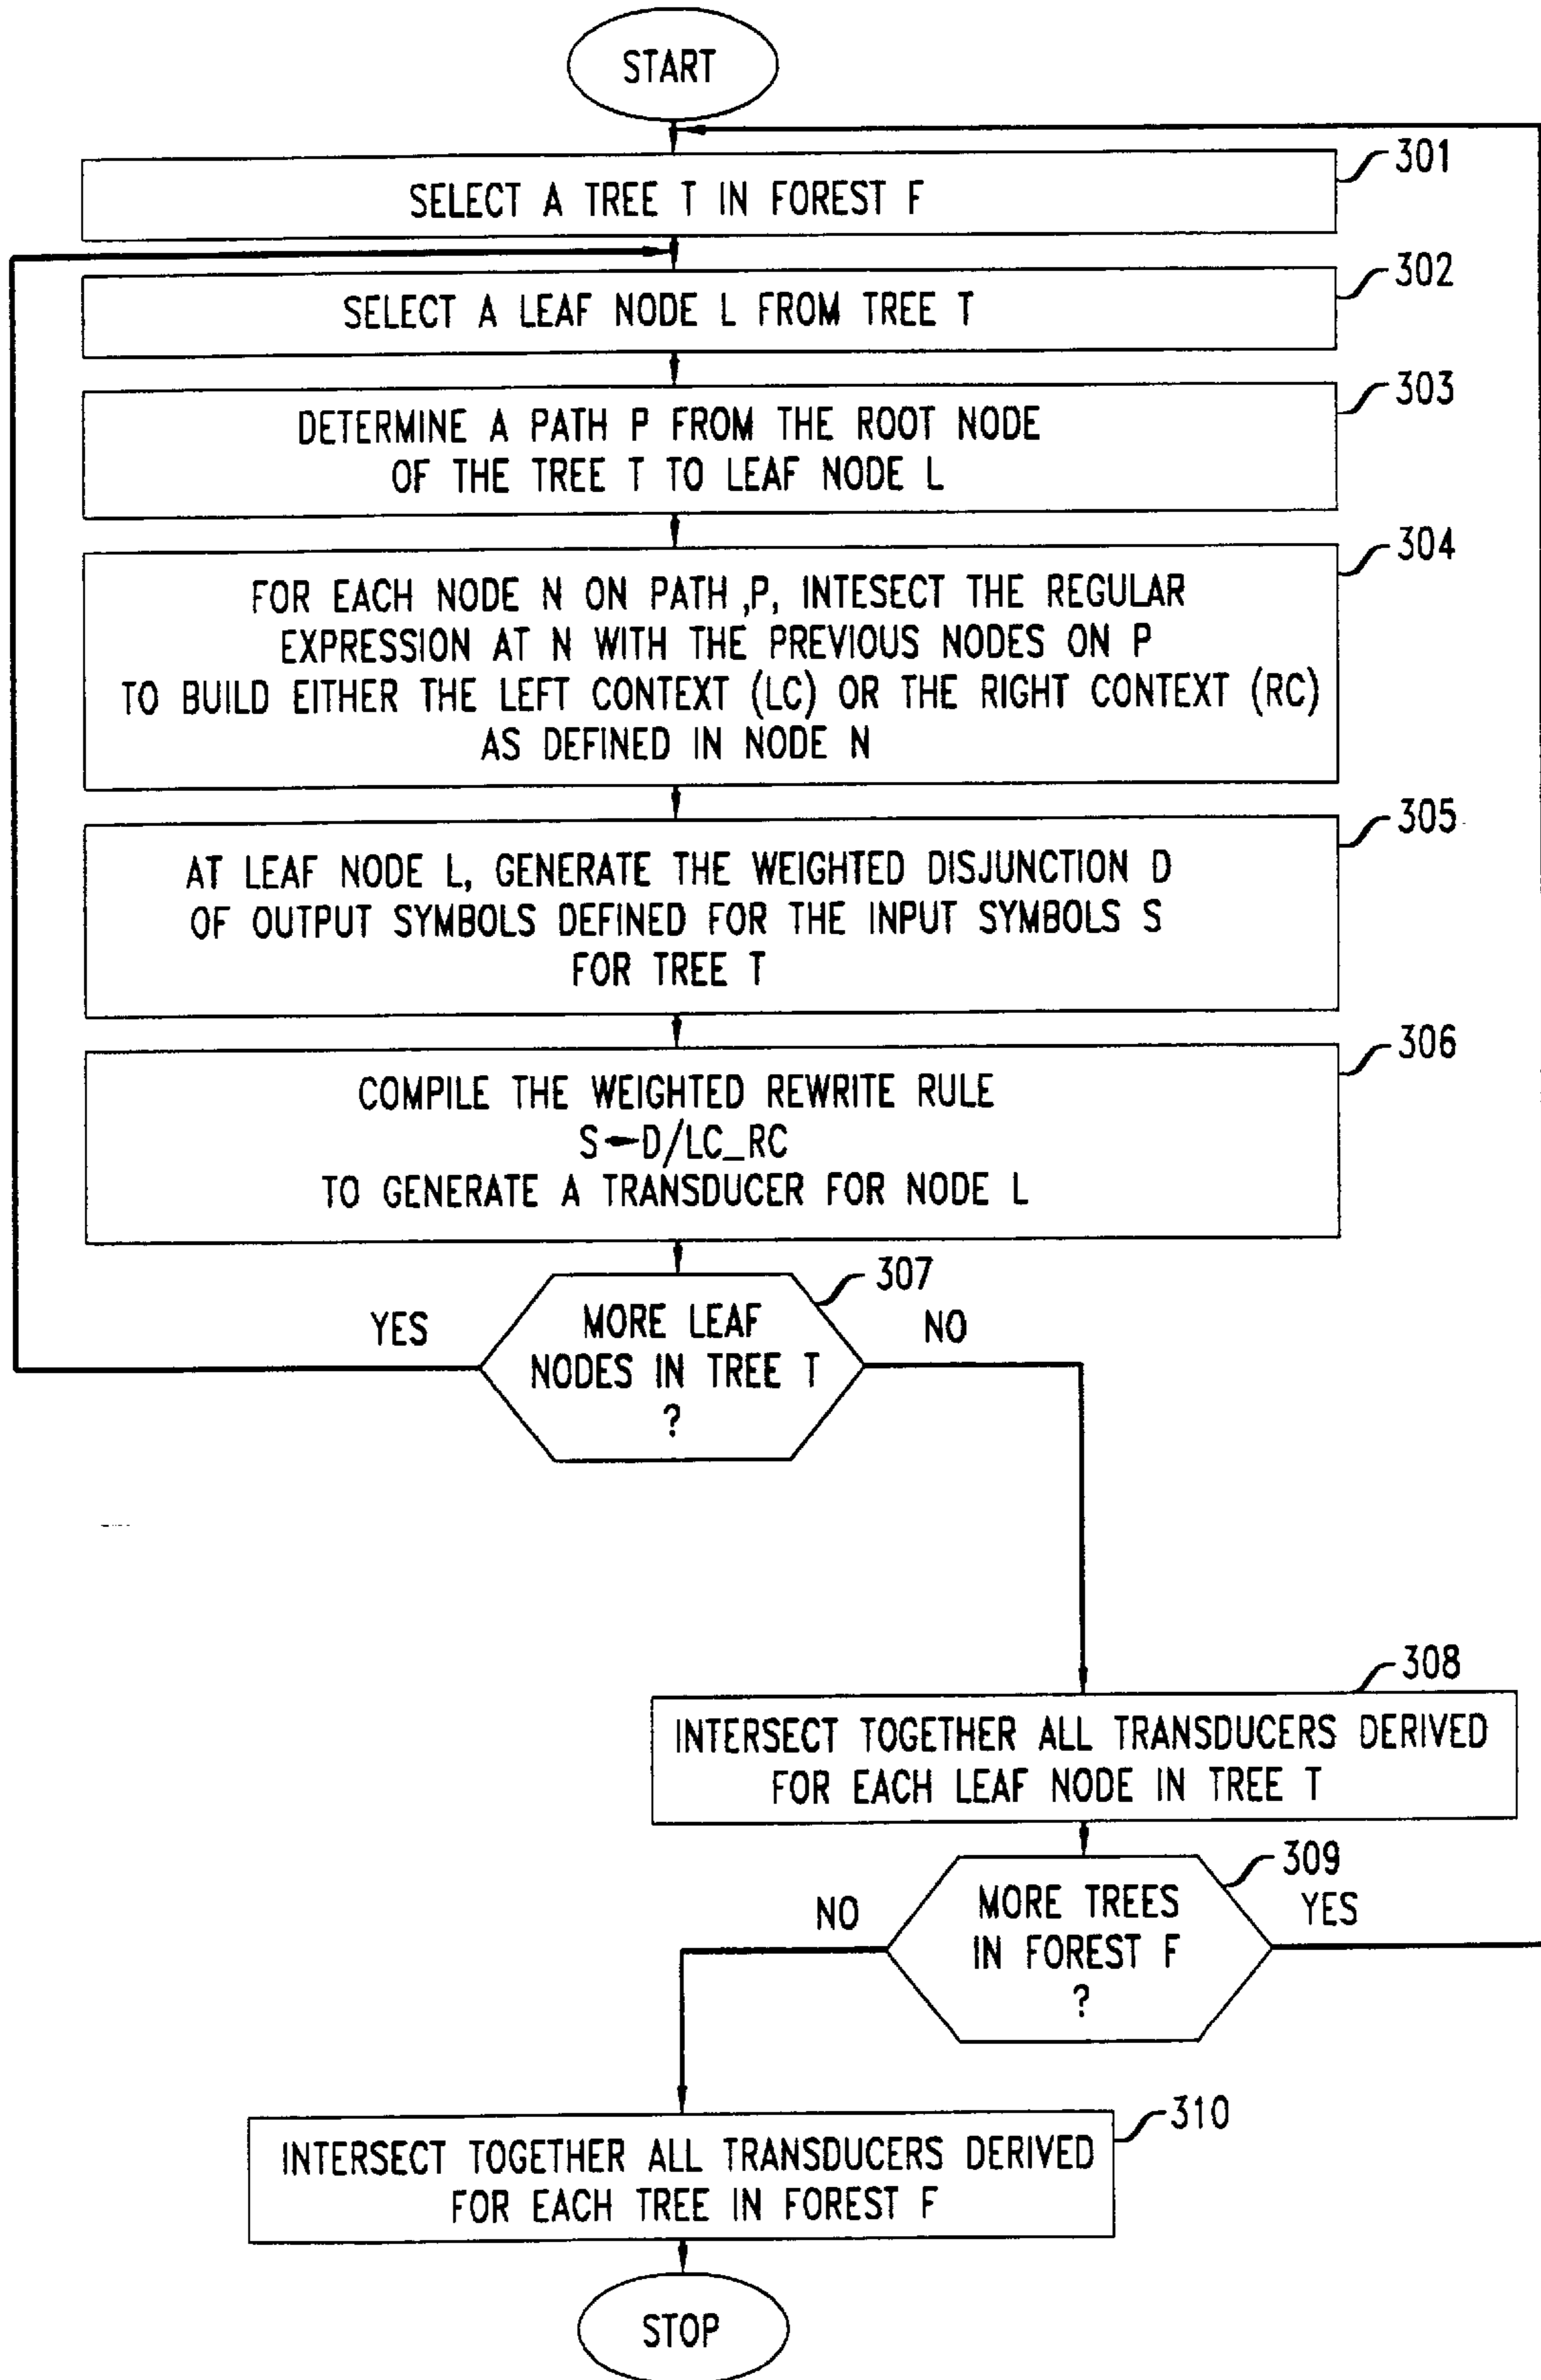 START
301
SELECT A TREE T IN FOREST F
302
SELECT A LEAF NODE L FROM TREE T
303
DETERMINE A PATH P FROM THE ROOT NODE
OF THE TREE T TO LEAF NODE L
304
FOR EACH NODE N ON PATH ,P, INTESECT THE REGULAR
EXPRESSION AT N WITH THE PREVIOUS NODES ON P
TO BUILD EITHER THE LEFT CONTEXT (LC) OR THE RIGHT CONTEXT (RC)
AS DEFINED IN NODE N
305
AT LEAF NODE L, GENERATE THE WEIGHTED DISJUNCTION D
OF OUTPUT SYMBOLS DEFINED FOR THE INPUT SYMBOLS S
FOR TREE T
306
COMPILE THE WEIGHTED REWRITE RULE
S←D/LC_RC
TO GENERATE A TRANSDUCER FOR NODE L
307
YES
MORE LEAF
NODES IN TREE T
?
NO
308
INTERSECT TOGETHER ALL TRANSDUCERS DERIVED
FOR EACH LEAF NODE IN TREE T
309
NO
MORE TREES
IN FOREST F
?
YES
310
INTERSECT TOGETHER ALL TRANSDUCERS DERIVED
FOR EACH TREE IN FOREST F
STOP